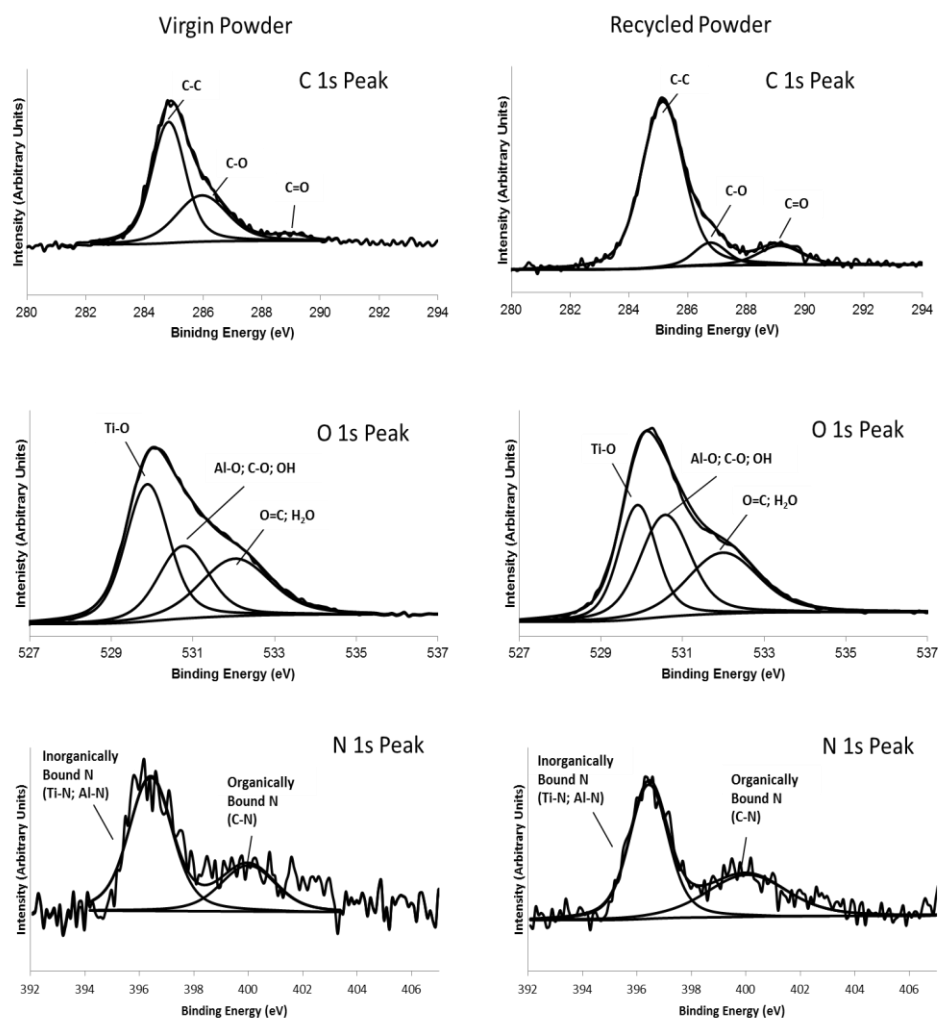 Virgin Powder
Recycled Powder
C 1s Peak
C-C
C-O
C=O
Intensity (Arbitrary Units)
280 282 284 286 288 290 292 294
Binidng Energy (eV)
C 1s Peak
C-C
C-O
C=O
Intensity (Arbitrary Units)
280 282 284 286 288 290 292 294
Binding Energy (eV)
O 1s Peak
Ti-O
Al-O; C-O; OH
O=C; H₂O
Intenisty (Arbitrary Units)
527 529 531 533 535 537
Binding Energy (eV)
O 1s Peak
Ti-O
Al-O; C-O; OH
O=C; H₂O
Intensity (Arbitrary Units)
527 529 531 533 535 537
Binding Energy (eV)
N 1s Peak
Inorganically
Bound N
(Ti-N; Al-N)
Organically
Bound N
(C-N)
Intensity (Arbitrary Units)
392 394 396 398 400 402 404 406
Binding Energy (eV)
N 1s Peak
Inorganically
Bound N
(Ti-N; Al-N)
Organically
Bound N
(C-N)
Intensity (Arbitrary Units)
392 394 396 398 400 402 404 406
Binding Energy (eV)